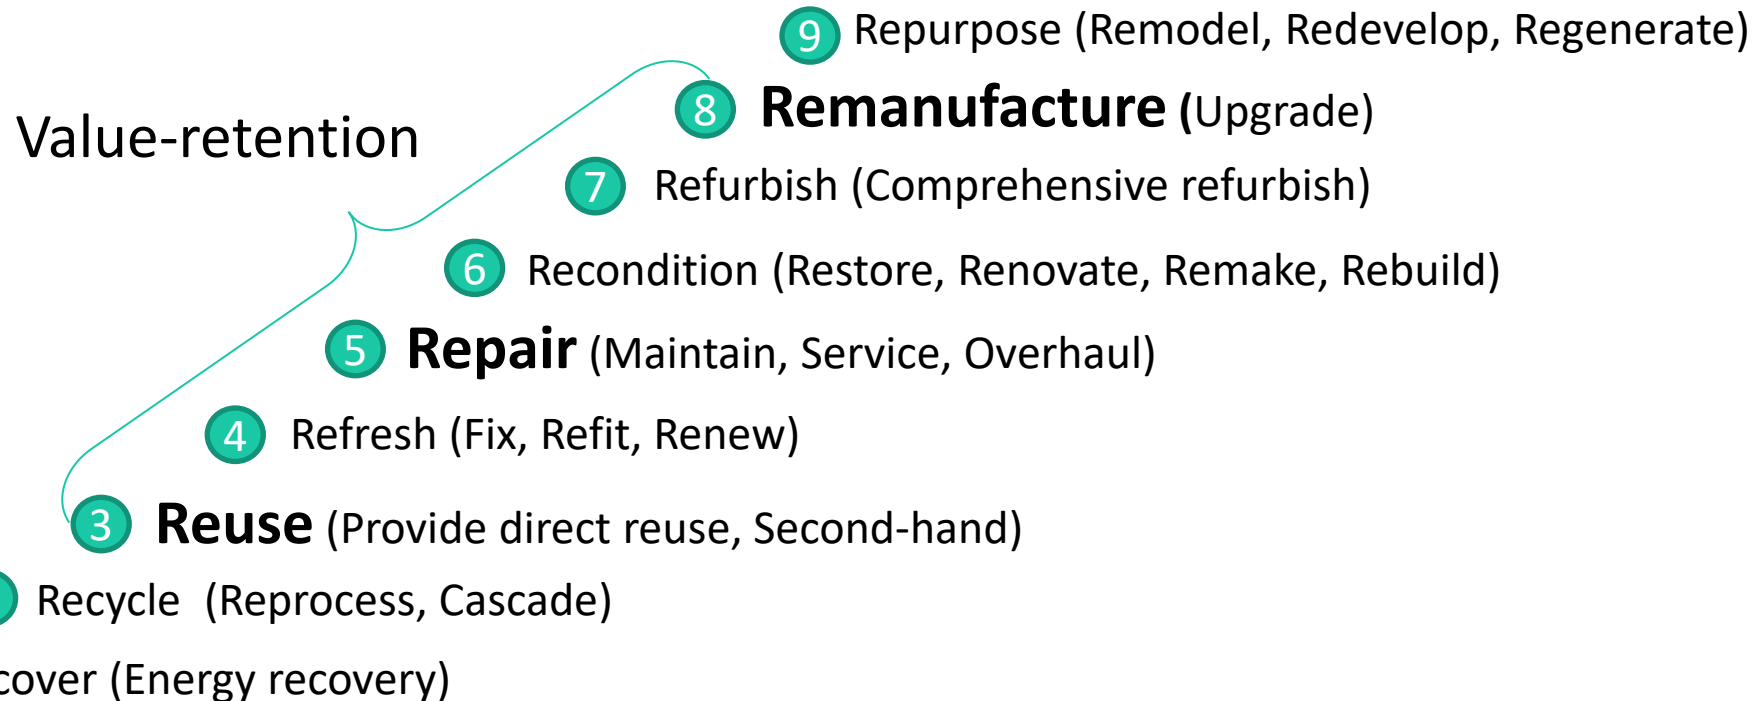 9 Repurpose (Remodel, Redevelop, Regenerate)
8 Remanufacture (Upgrade)
Value-retention
7 Refurbish (Comprehensive refurbish)
6 Recondition (Restore, Renovate, Remake, Rebuild)
5 Repair (Maintain, Service, Overhaul)
4 Refresh (Fix, Refit, Renew)
3 Reuse (Provide direct reuse, Second-hand)
Recycle (Reprocess, Cascade)
cover (Energy recovery)